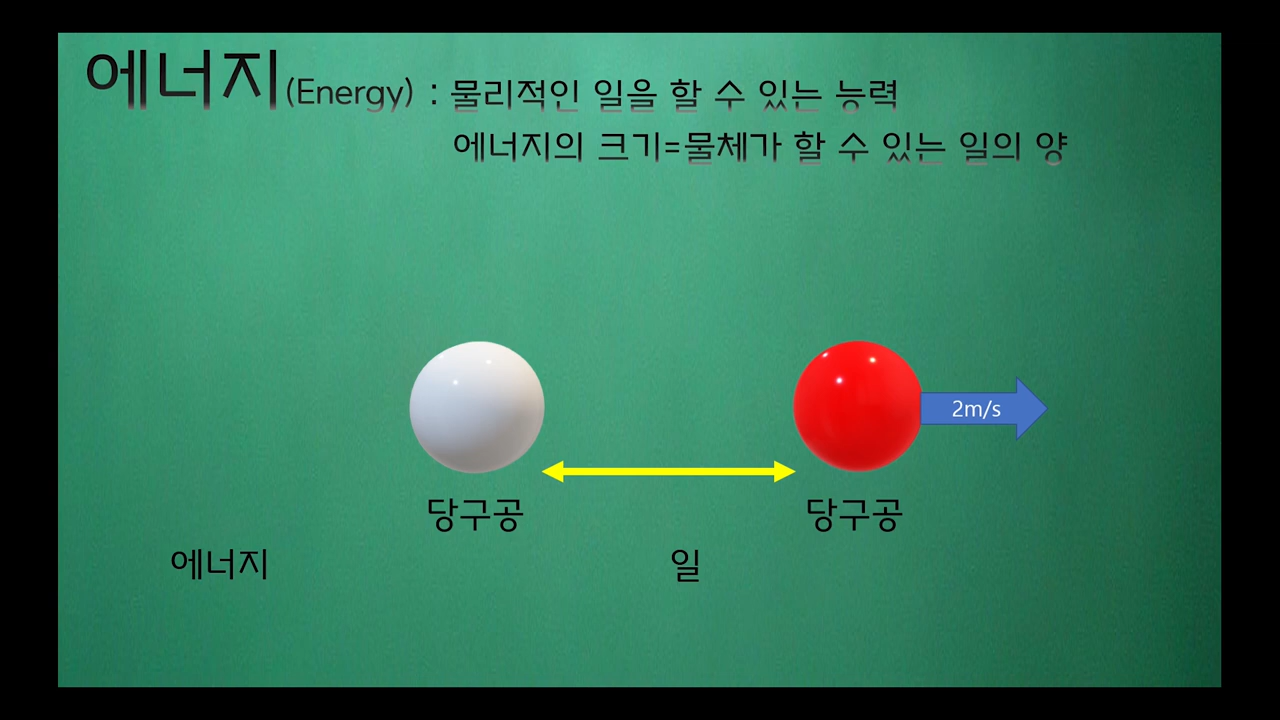 에너지(Energy) : 물리적인 일을 할 수 있는 능력
에너지의 크기=물체가 할 수 있는 일의 양
2m/s
당구공 당구공
에너지 일